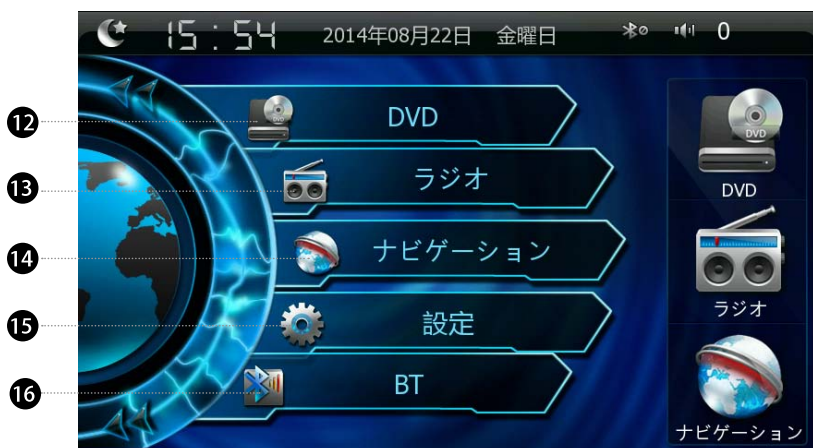 15:54 2014年08月22日 金曜日 0
12 DVD
13 ラジオ
14 ナビゲーション
15 設定
16 BT
DVD
DVD
ラジオ
ナビゲーション